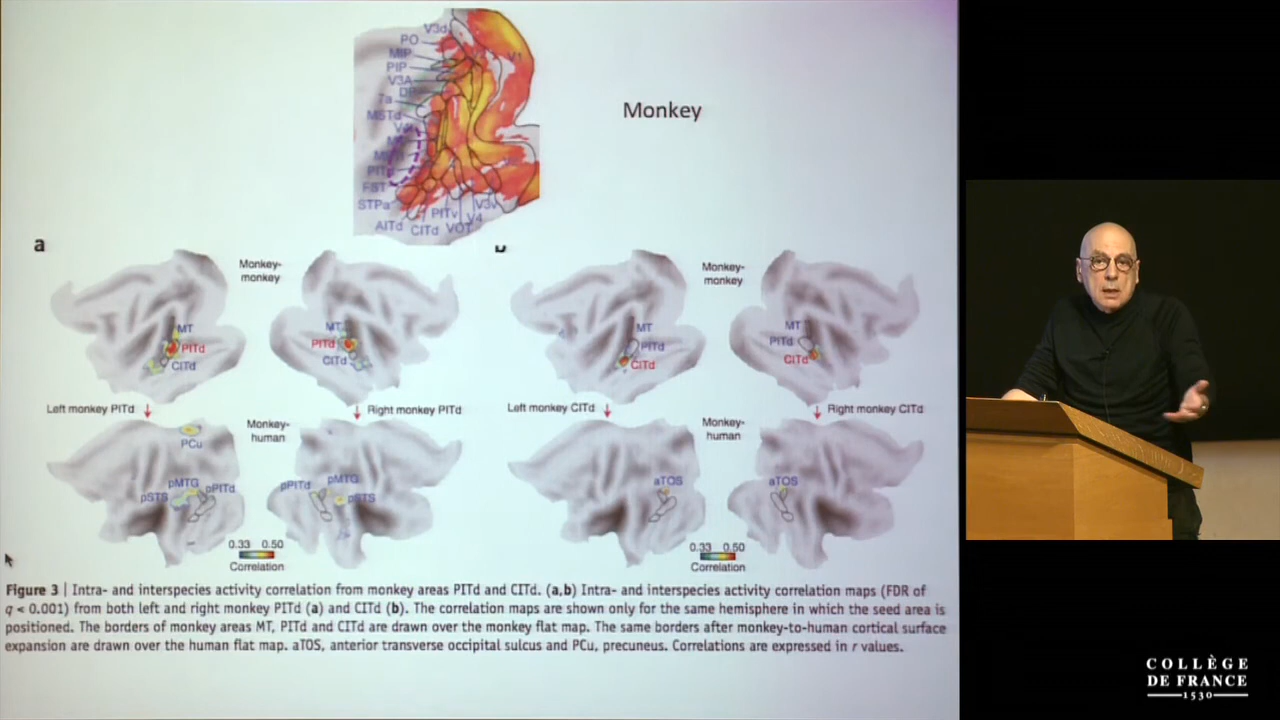 V3d
PO
MIP
V1
PIP
V3A
7a
MSTd
FST
STPa
V3v
PITv
V4
AITd
CITd
VOT
Monkey
a
Monkey-
monkey
MT
PITd
CITd
MT
PITd
CITd
Left monkey PITd
Right monkey PITd
Monkey-
human
PCu
pMTG
pSTS
pPITd
pPITd
pMTG
pSTS
0.33 0.50
Correlation
Monkey-
monkey
MT
PITd
CITd
MT
PITd
CITd
Left monkey CITd
Right monkey CITd
Monkey-
human
aTOS
aTOS
0.33 0.50
Correlation
Figure 3 | Intra- and interspecies activity correlation from monkey areas PITd and CITd. (a,b) Intra- and interspecies activity correlation maps (FDR of
q < 0.001) from both left and right monkey PITd (a) and CITd (b). The correlation maps are shown only for the same hemisphere in which the seed area is
positioned. The borders of monkey areas MT, PITd and CITd are drawn over the monkey flat map. The same borders after monkey-to-human cortical surface
expansion are drawn over the human flat map. aTOS, anterior transverse occipital sulcus and PCu, precuneus. Correlations are expressed in r values.
COLLÈGE
DE FRANCE
1530